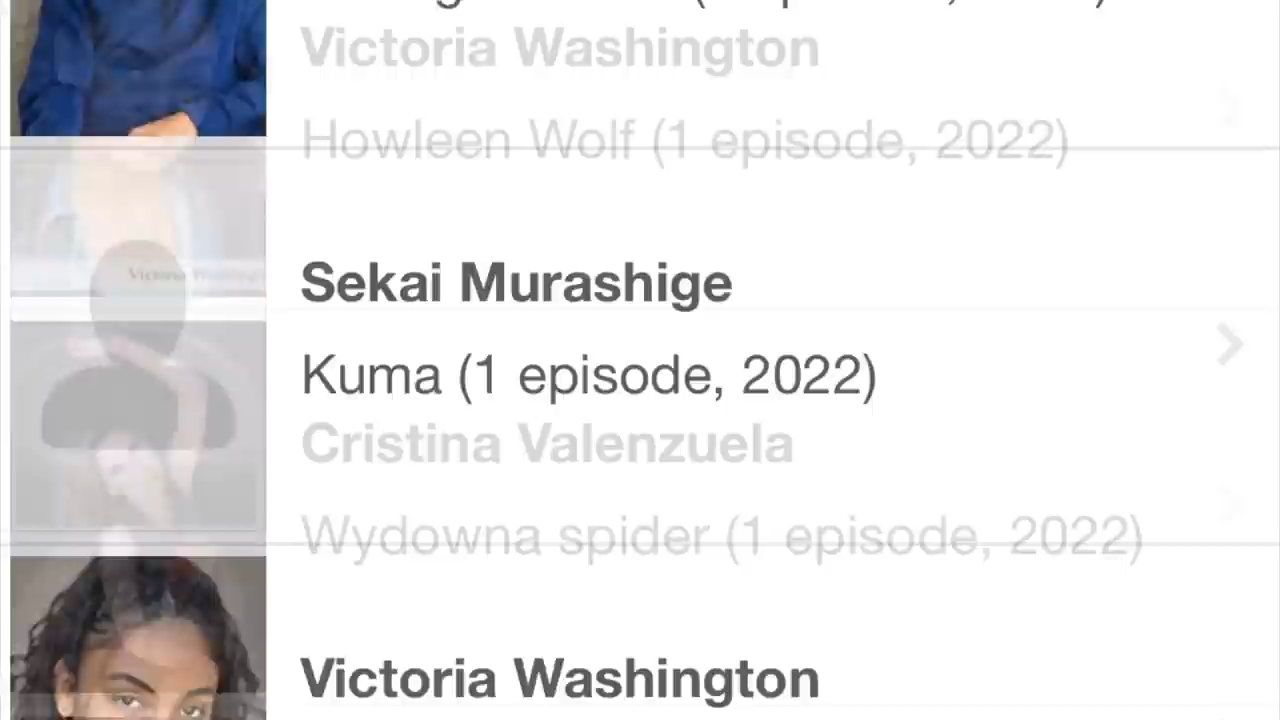 Victoria Washington
Howleen Wolf (1 episode, 2022)
Sekai Murashige
Kuma (1 episode, 2022)
Cristina Valenzuela
Wydowna spider (1 episode, 2022)
Victoria Washington